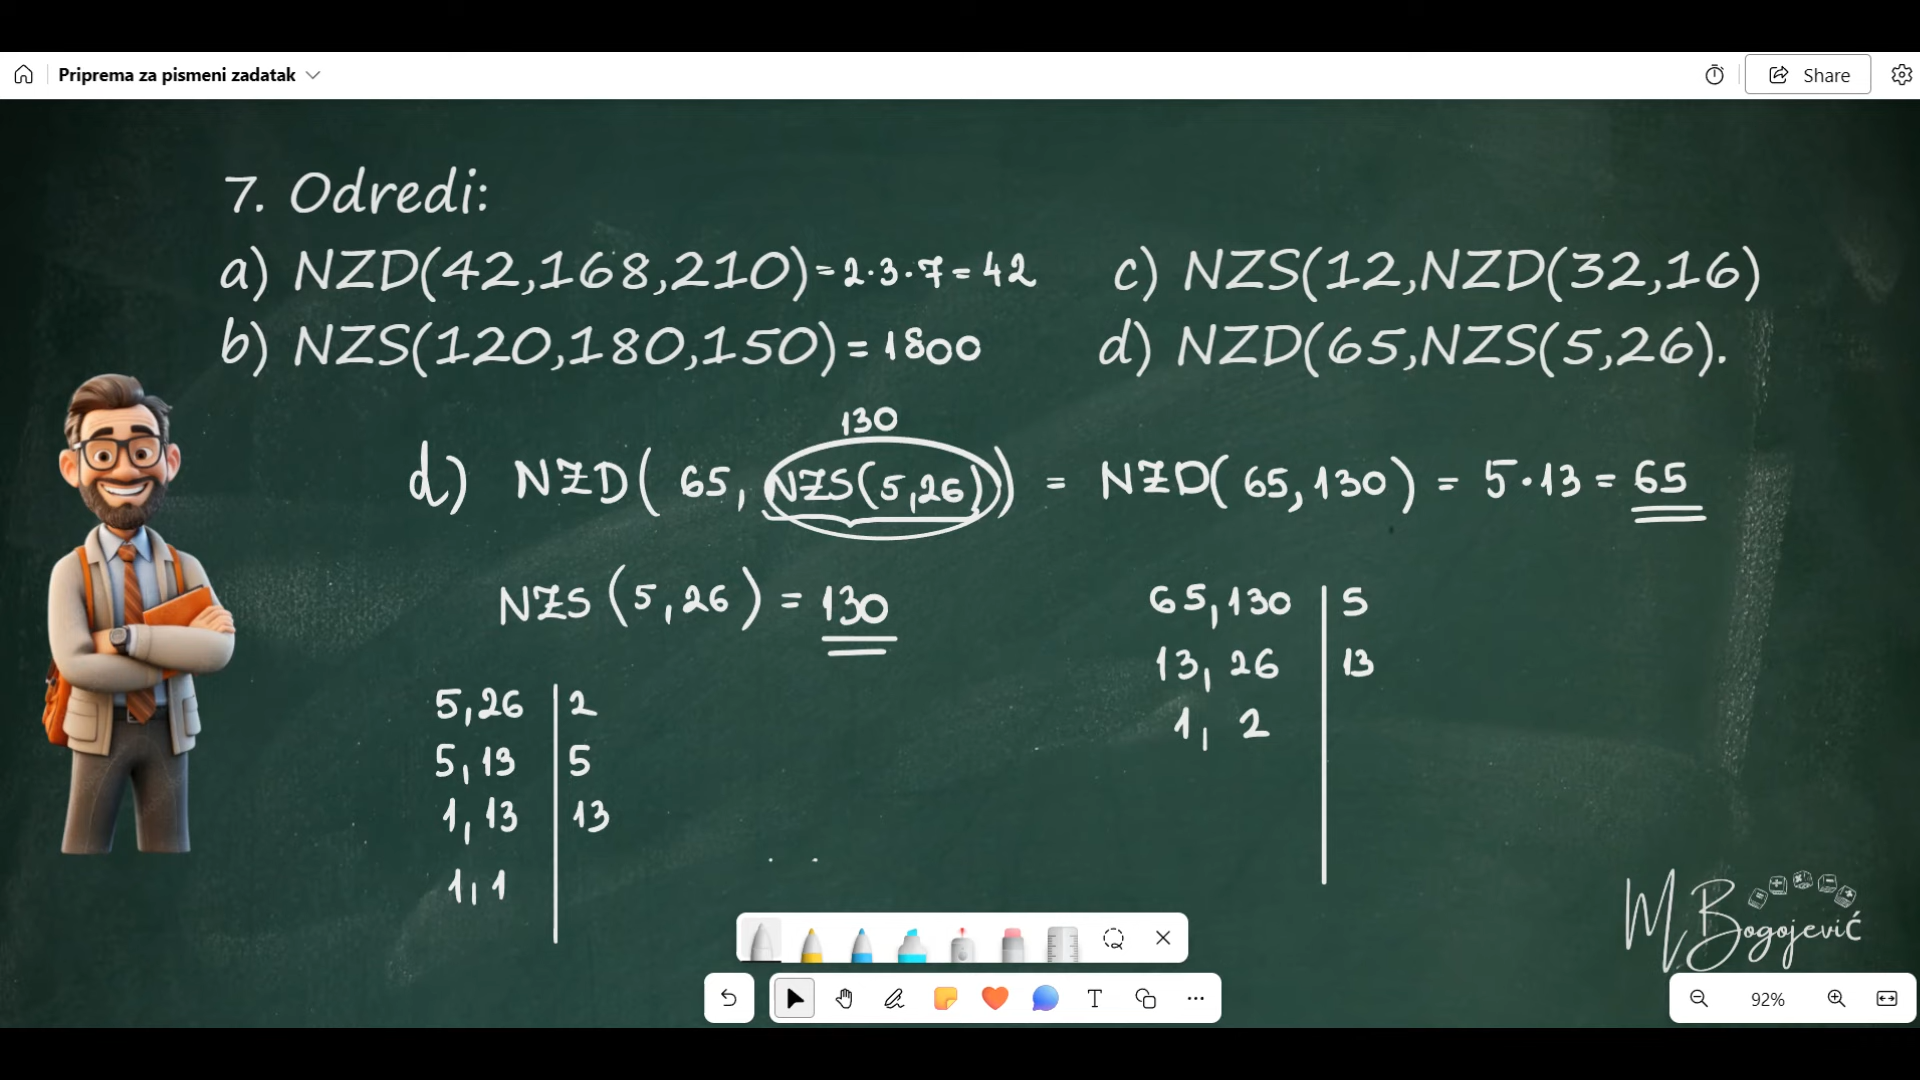 Priprema za pismeni zadatak
Share
7. Odredi:
a) NZD(42,168,210) = 2·3·7 = 42
b) NZS(120,180,150) = 1800
c) NZS(12,NZD(32,16)
d) NZD(65,NZS(5,26).
130
d) NZD( 65, NZS(5,26)) = NZD( 65,130) = 5·13 = 65
NZS (5,26) = 130
5,26 | 2
5,13 | 5
1,13 | 13
1,1
65,130 | 5
13, 26 | 13
1, 2
M.Bogojević
T
92%